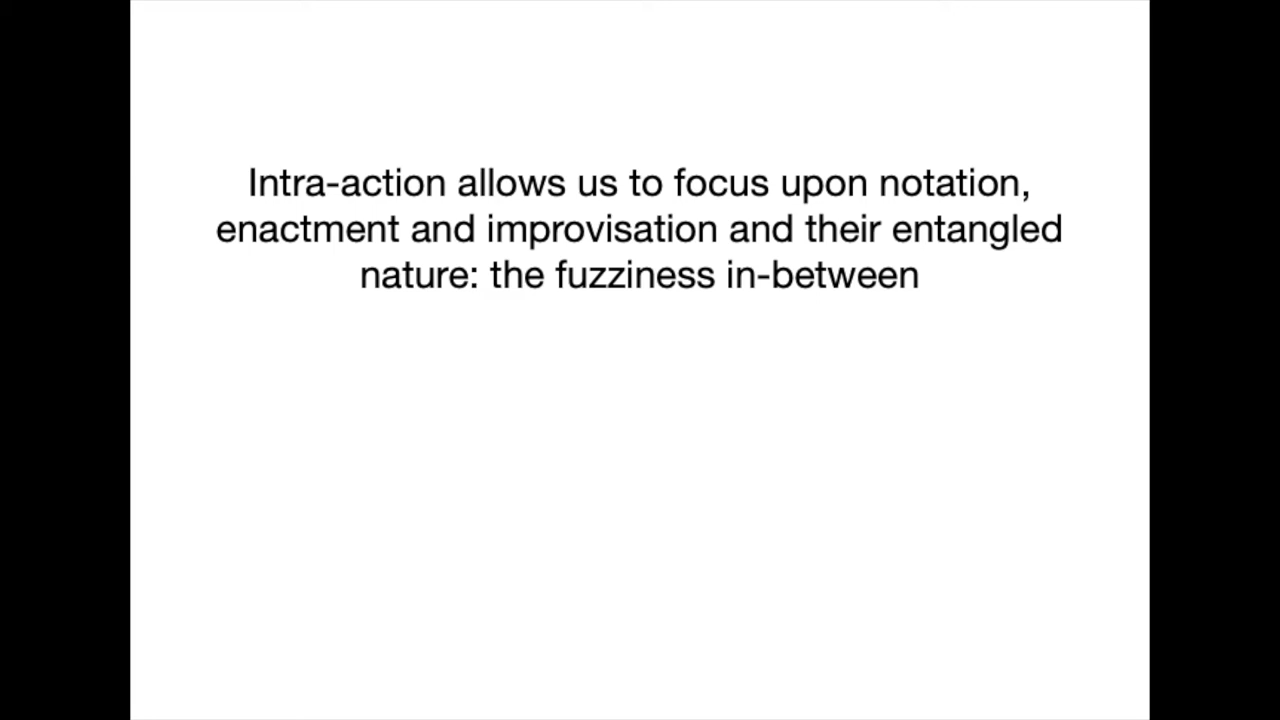 Intra-action allows us to focus upon notation,
enactment and improvisation and their entangled
nature: the fuzziness in-between